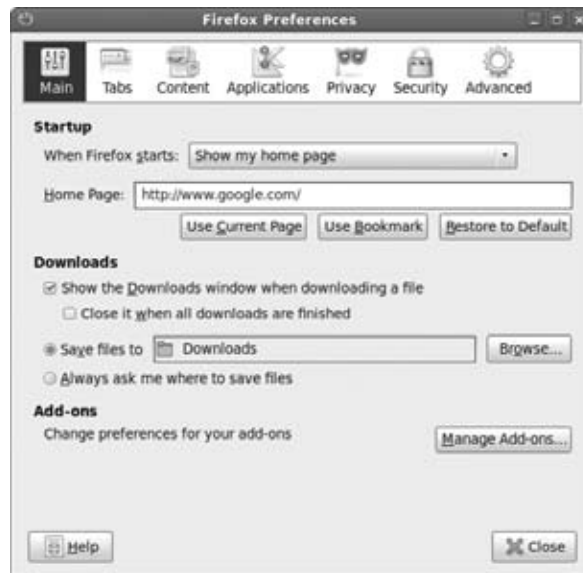 Firefox Preferences
Main Tabs Content Applications Privacy Security Advanced
Startup
When Firefox starts: Show my home page
Home Page: http://www.google.com/
Use Current Page Use Bookmark Restore to Default
Downloads
Show the Downloads window when downloading a file
Close it when all downloads are finished
Save files to Downloads Browse...
Always ask me where to save files
Add-ons
Change preferences for your add-ons Manage Add-ons...
Help Close